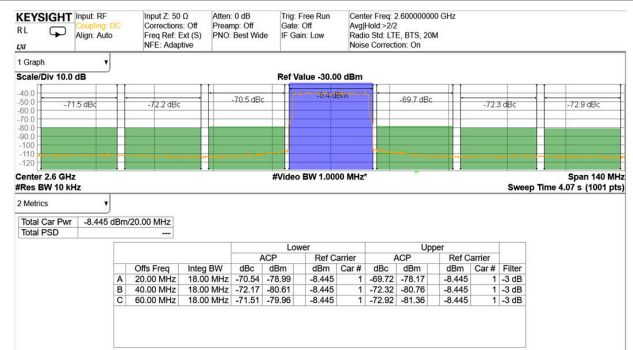 KEYSIGHT Input: RF Input Z: 50 Ω Atten: 0 dB Trig: Free Run Center Freq: 2.600000000 GHz
RL Coupling: DC Corrections: Off Preamp: Off Gate: Off Avg|Hold:>2/2
Align: Auto Freq Ref: Ext (S) PNO: Best Wide IF Gain: Low Radio Std: LTE, BTS, 20M
LXI NFE: Adaptive Noise Correction: On
1 Graph
Scale/Div 10.0 dB Ref Value -30.00 dBm
-40.0
-50.0
-60.0
-70.0
-80.0
-90.0
-100
-110
-120
-71.5 dBc -72.2 dBc -70.5 dBc -8.4 dBm -69.7 dBc -72.3 dBc -72.9 dBc
Center 2.6 GHz #Video BW 1.0000 MHz* Span 140 MHz
#Res BW 10 kHz Sweep Time 4.07 s (1001 pts)
2 Metrics
Total Car Pwr -8.445 dBm/20.00 MHz
Total PSD ---
Lower Upper
ACP Ref Carrier ACP Ref Carrier
Offs Freq Integ BW dBc dBm dBm Car # dBc dBm dBm Car # Filter
A 20.00 MHz 18.00 MHz -70.54 -78.99 -8.445 1 -69.72 -78.17 -8.445 1 -3 dB
B 40.00 MHz 18.00 MHz -72.17 -80.61 -8.445 1 -72.32 -80.76 -8.445 1 -3 dB
C 60.00 MHz 18.00 MHz -71.51 -79.96 -8.445 1 -72.92 -81.36 -8.445 1 -3 dB